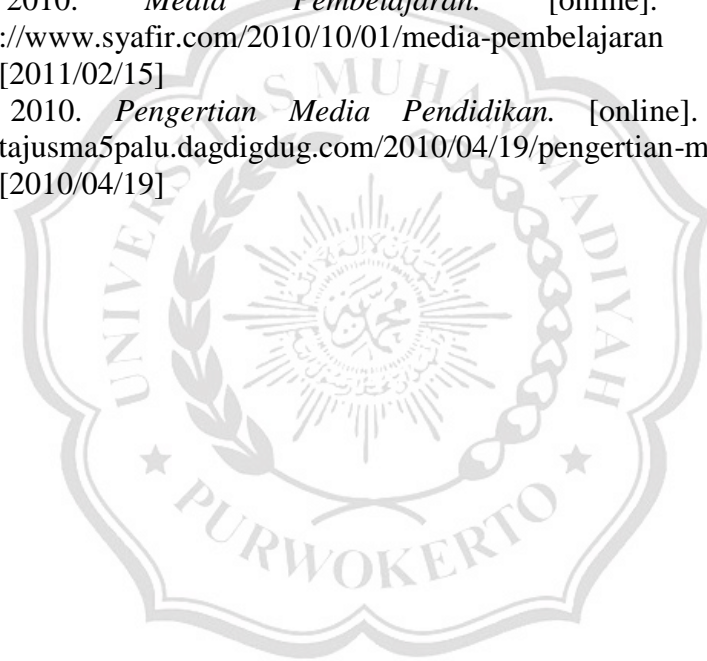 2010. Media Pembelajaran. [online].
://www.syafir.com/2010/10/01/media-pembelajaran
[2011/02/15]
2010. Pengertian Media Pendidikan. [online].
tajusma5palu.dagdigdug.com/2010/04/19/pengertian-m
[2010/04/19]
UNIVERSITAS MUHAMMADIYAH
PURWOKERTO